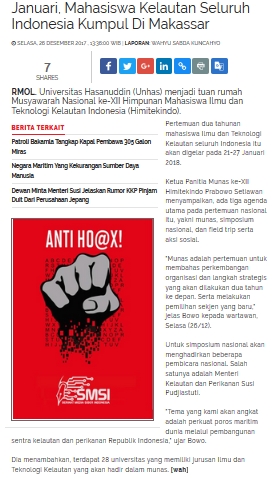 Januari, Mahasiswa Kelautan Seluruh
Indonesia Kumpul Di Makassar
SELASA, 26 DESEMBER 2017 , 13:36:00 WIB | LAPORAN: WAHYU SABDA KUNCAHYO
7
SHARES
RMOL. Universitas Hasanuddin (Unhas) menjadi tuan rumah
Musyawarah Nasional ke-XII Himpunan Mahasiswa Ilmu dan
Teknologi Kelautan Indonesia (Himitekindo).
BERITA TERKAIT
Patroli Bakamla Tangkap Kapal Pembawa 305 Galon
Miras
Negara Maritim Yang Kekurangan Sumber Daya
Manusia
Dewan Minta Menteri Susi Jelaskan Rumor KKP Pinjam
Duit Dari Perusahaan Jepang
ANTI HO@X!
SMSI
Pertemuan dua tahunan
mahasiswa Ilmu dan Teknologi
Kelautan seluruh Indonesia itu
akan digelar pada 21-27 Januari
2018.
Ketua Panitia Munas ke-XII
Himitekindo Prabowo Setiawan
menyampaikan, ada tiga agenda
utama pada pertemuan nasional
itu, yakni munas, simposium
nasional, dan field trip serta
aksi sosial.
"Munas adalah pertemuan untuk
membahas perkembangan
organisasi dan langkah strategis
yang akan dilakukan dua tahun
ke depan. Serta melakukan
pemilihan sekjen yang baru,"
jelas Bowo kepada wartawan,
Selasa (26/12).
Untuk simposium nasional akan
menghadirkan beberapa
pembicara nasional. Salah
satunya adalah Menteri
Kelautan dan Perikanan Susi
Pudjiastuti.
"Tema yang kami akan angkat
adalah perkuat poros maritim
dunia melalui pembangunan
sentra kelautan dan perikanan Republik Indonesia," ujar Bowo.
Dia menambahkan, terdapat 28 universitas yang memiliki jurusan Ilmu dan
Teknologi Kelautan yang akan hadir dalam munas. [wah]